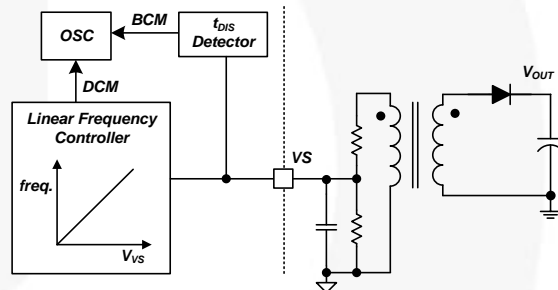 OSC
BCM
tDIS
Detector
DCM
Linear Frequency
Controller
freq.
VVS
VS
VOUT